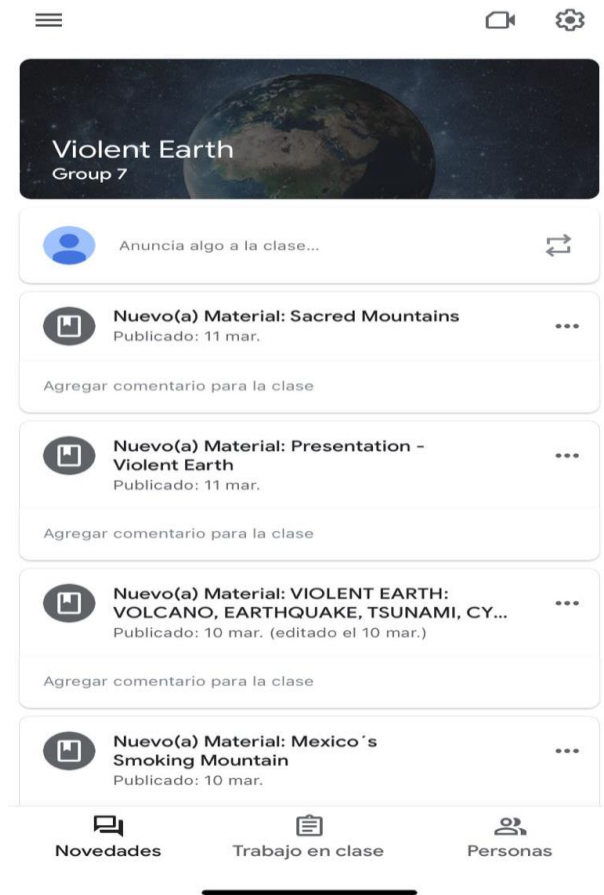 Violent Earth
Group 7
Anuncia algo a la clase...
Nuevo(a) Material: Sacred Mountains
Publicado: 11 mar.
Agregar comentario para la clase
Nuevo(a) Material: Presentation -
Violent Earth
Publicado: 11 mar.
Agregar comentario para la clase
Nuevo(a) Material: VIOLENT EARTH:
VOLCANO, EARTHQUAKE, TSUNAMI, CY...
Publicado: 10 mar. (editado el 10 mar.)
Agregar comentario para la clase
Nuevo(a) Material: Mexico´s
Smoking Mountain
Publicado: 10 mar.
Novedades Trabajo en clase Personas